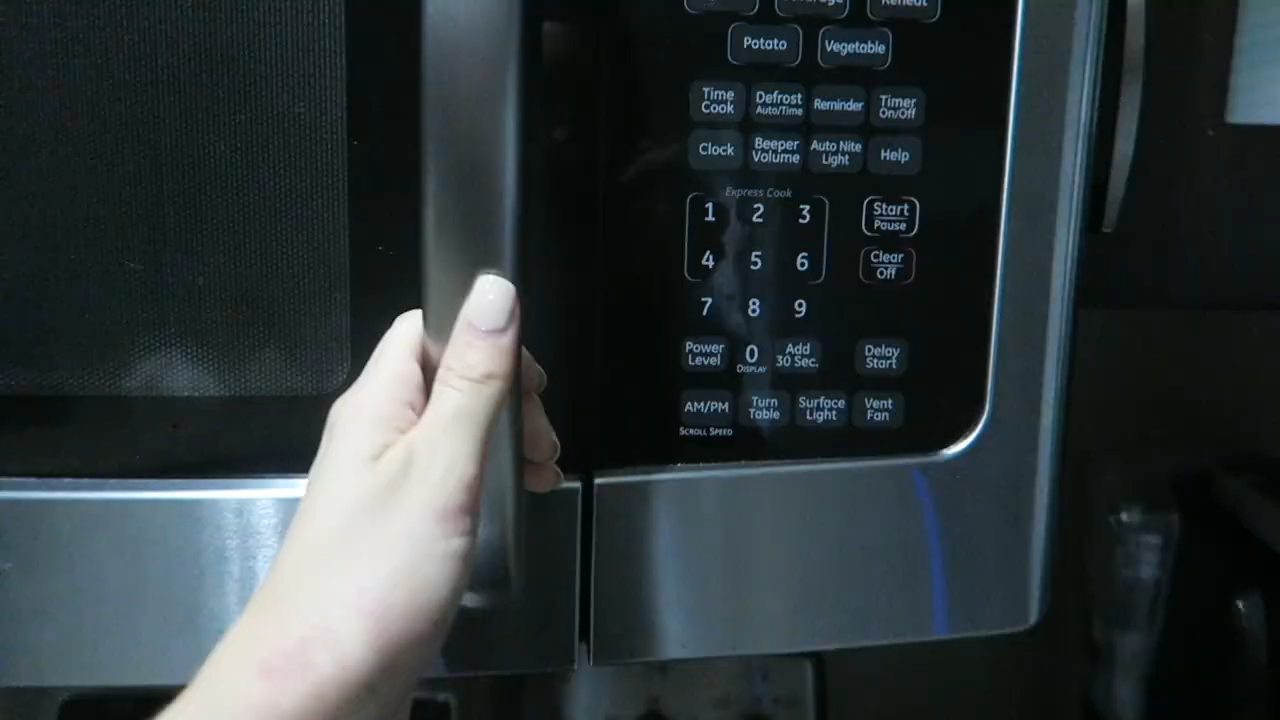 Reheat
Potato Vegetable
Time Cook Defrost Auto/Time Reminder Timer On/Off
Clock Beeper Volume Auto Nite Light Help
Express Cook
1 2 3 Start Pause
4 5 6 Clear Off
7 8 9
Power Level 0 DISPLAY Add 30 Sec. Delay Start
AM/PM Turn Table Surface Light Vent Fan
SCROLL SPEED